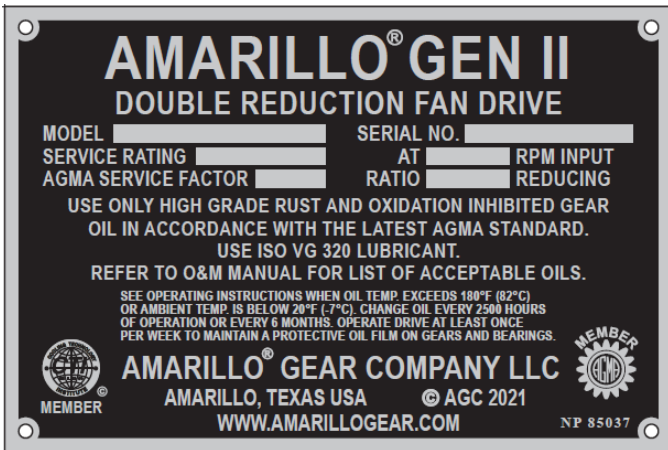 AMARILLO® GEN II
DOUBLE REDUCTION FAN DRIVE
MODEL SERIAL NO.
SERVICE RATING AT RPM INPUT
AGMA SERVICE FACTOR RATIO REDUCING
USE ONLY HIGH GRADE RUST AND OXIDATION INHIBITED GEAR
OIL IN ACCORDANCE WITH THE LATEST AGMA STANDARD.
USE ISO VG 320 LUBRICANT.
REFER TO O&M MANUAL FOR LIST OF ACCEPTABLE OILS.
SEE OPERATING INSTRUCTIONS WHEN OIL TEMP. EXCEEDS 180°F (82°C)
OR AMBIENT TEMP. IS BELOW 20°F (-7°C). CHANGE OIL EVERY 2500 HOURS
OF OPERATION OR EVERY 6 MONTHS. OPERATE DRIVE AT LEAST ONCE
PER WEEK TO MAINTAIN A PROTECTIVE OIL FILM ON GEARS AND BEARINGS.
COOLING TECHNOLOGY
INSTITUTE
©
MEMBER
AMARILLO® GEAR COMPANY LLC
AMARILLO, TEXAS USA © AGC 2021
WWW.AMARILLOGEAR.COM
MEMBER
AGMA
NP 85037